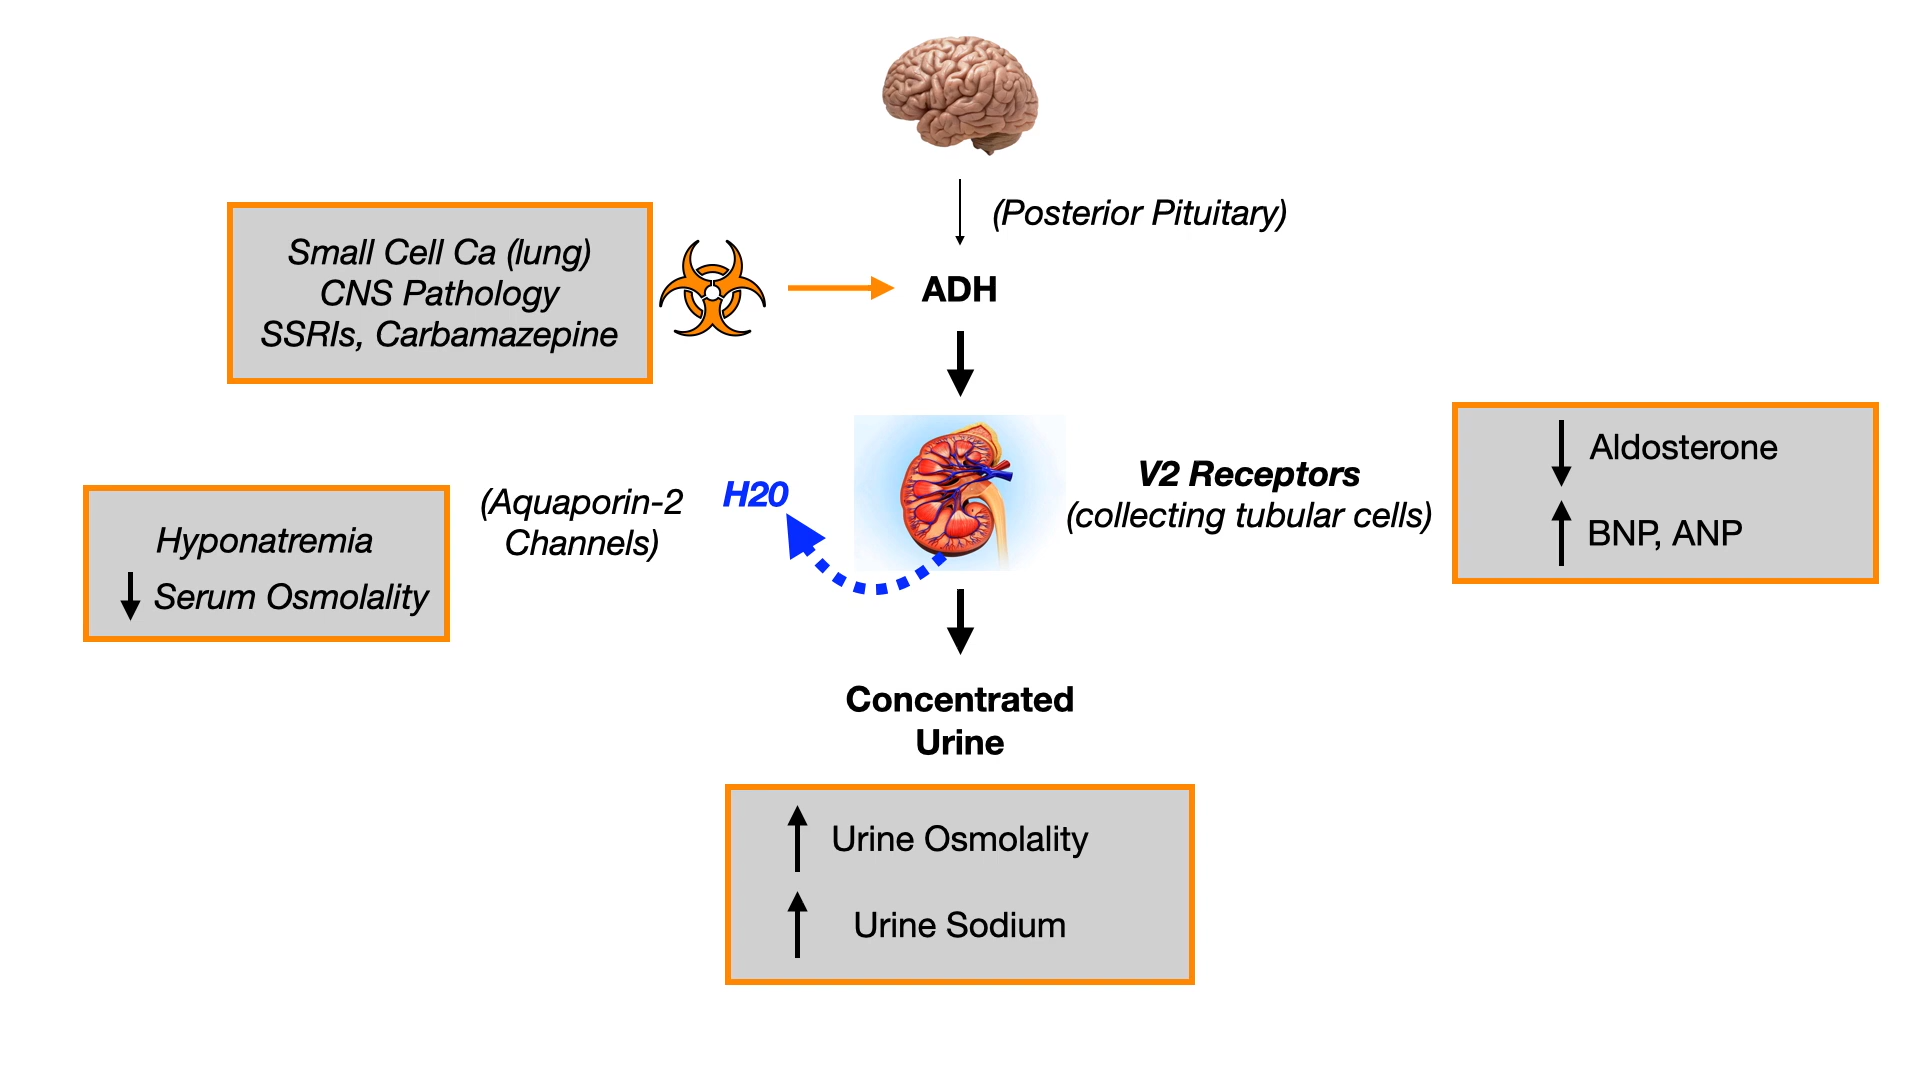 (Posterior Pituitary)
Small Cell Ca (lung)
CNS Pathology
SSRIs, Carbamazepine
ADH
Aldosterone
BNP, ANP
V2 Receptors
(collecting tubular cells)
H20
(Aquaporin-2
Channels)
Hyponatremia
Serum Osmolality
Concentrated
Urine
Urine Osmolality
Urine Sodium